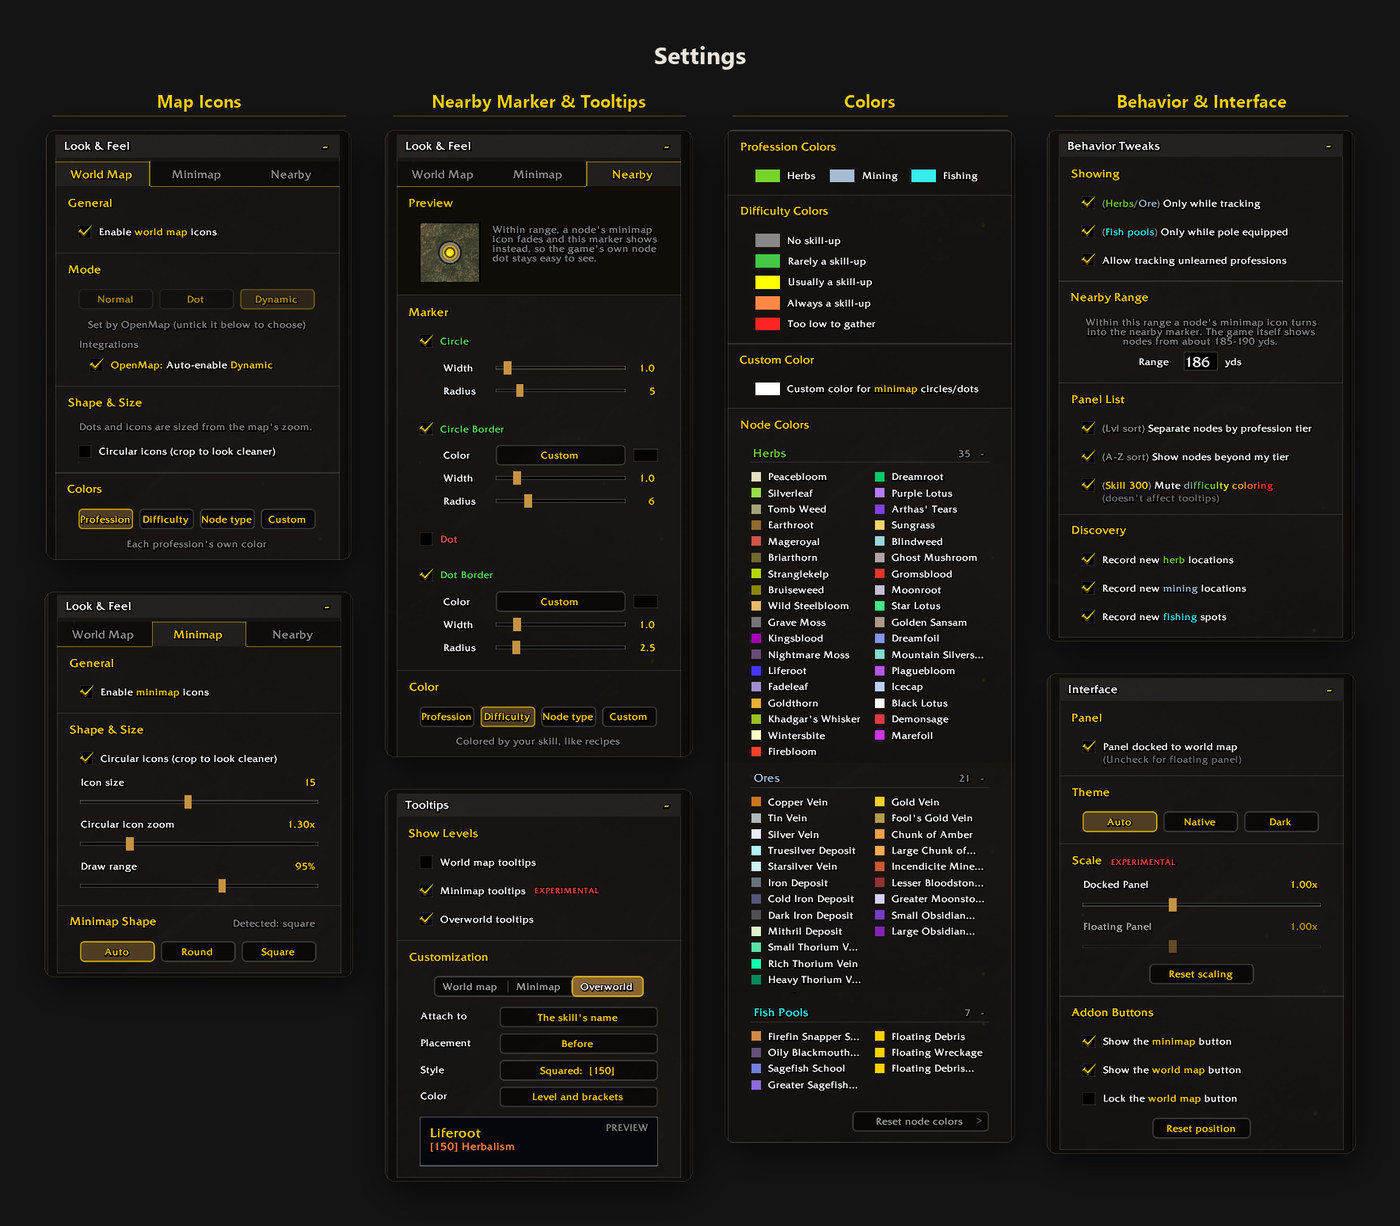 Settings
Map Icons
Look & Feel -
World Map Minimap Nearby
General
Enable world map icons
Mode
Normal Dot Dynamic
Set by OpenMap (untick it below to choose)
Integrations
OpenMap: Auto-enable Dynamic
Shape & Size
Dots and icons are sized from the map's zoom.
Circular icons (crop to look cleaner)
Colors
Profession Difficulty Node type Custom
Each profession's own color
Look & Feel -
World Map Minimap Nearby
General
Enable minimap icons
Shape & Size
Circular icons (crop to look cleaner)
Icon size 15
Circular icon zoom 1.30x
Draw range 95%
Minimap Shape Detected: square
Auto Round Square
Nearby Marker & Tooltips
Look & Feel -
World Map Minimap Nearby
Preview
Within range, a node's minimap
icon fades and this marker shows
instead, so the game's own node
dot stays easy to see.
Marker
Circle
Width 1.0
Radius 5
Circle Border
Color Custom
Width 1.0
Radius 6
Dot
Dot Border
Color Custom
Width 1.0
Radius 2.5
Color
Profession Difficulty Node type Custom
Colored by your skill, like recipes
Tooltips -
Show Levels
World map tooltips
Minimap tooltips EXPERIMENTAL
Overworld tooltips
Customization
World map Minimap Overworld
Attach to The skill's name
Placement Before
Style Squared: [150]
Color Level and brackets
Liferoot PREVIEW
[150] Herbalism
Colors
Profession Colors
Herbs Mining Fishing
Difficulty Colors
No skill-up
Rarely a skill-up
Usually a skill-up
Always a skill-up
Too low to gather
Custom Color
Custom color for minimap circles/dots
Node Colors
Herbs 35 -
Peacebloom Dreamroot
Silverleaf Purple Lotus
Tomb Weed Arthas' Tears
Earthroot Sungrass
Mageroyal Blindweed
Briarthorn Ghost Mushroom
Stranglekelp Gromsblood
Bruiseweed Moonroot
Wild Steelbloom Star Lotus
Grave Moss Golden Sansam
Kingsblood Dreamfoil
Nightmare Moss Mountain Silvers...
Liferoot Plaguebloom
Fadeleaf Icecap
Goldthorn Black Lotus
Khadgar's Whisker Demonsage
Wintersbite Marefoil
Firebloom
Ores 21 -
Copper Vein Gold Vein
Tin Vein Fool's Gold Vein
Silver Vein Chunk of Amber
Truesilver Deposit Large Chunk of...
Starsilver Vein Incendicite Mine...
Iron Deposit Lesser Bloodston...
Cold Iron Deposit Greater Moonsto...
Dark Iron Deposit Small Obsidian...
Mithril Deposit Large Obsidian...
Small Thorium V...
Rich Thorium Vein
Heavy Thorium V...
Fish Pools 7 -
Firefin Snapper S... Floating Debris
Oily Blackmouth... Floating Wreckage
Sagefish School Floating Debris...
Greater Sagefish...
Reset node colors >
Behavior & Interface
Behavior Tweaks -
Showing
(Herbs/Ore) Only while tracking
(Fish pools) Only while pole equipped
Allow tracking unlearned professions
Nearby Range
Within this range a node's minimap icon turns
into the nearby marker. The game itself shows
nodes from about 185-190 yds.
Range 186 yds
Panel List
(Lvl sort) Separate nodes by profession tier
(A-Z sort) Show nodes beyond my tier
(Skill 300) Mute difficulty coloring
(doesn't affect tooltips)
Discovery
Record new herb locations
Record new mining locations
Record new fishing spots
Interface -
Panel
Panel docked to world map
(Uncheck for floating panel)
Theme
Auto Native Dark
Scale EXPERIMENTAL
Docked Panel 1.00x
Floating Panel 1.00x
Reset scaling
Addon Buttons
Show the minimap button
Show the world map button
Lock the world map button
Reset position